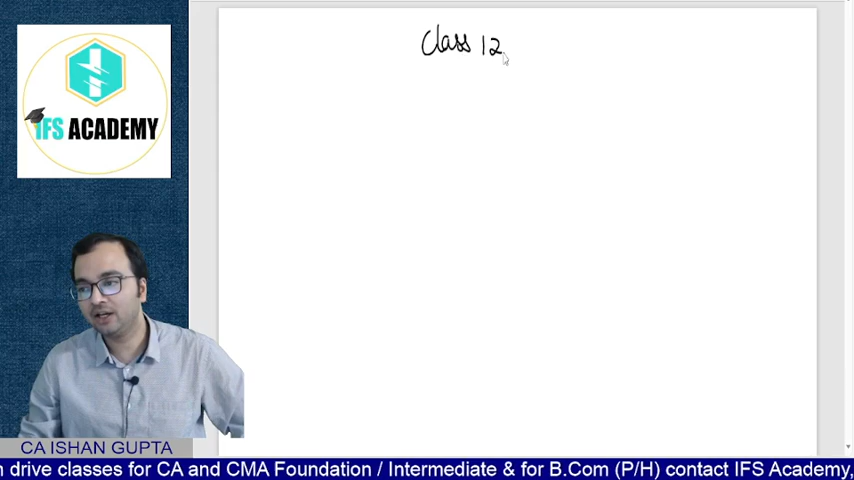 Class 12
IFS ACADEMY
CA ISHAN GUPTA
n drive classes for CA and CMA Foundation / Intermediate & for B.Com (P/H) contact IFS Academy,